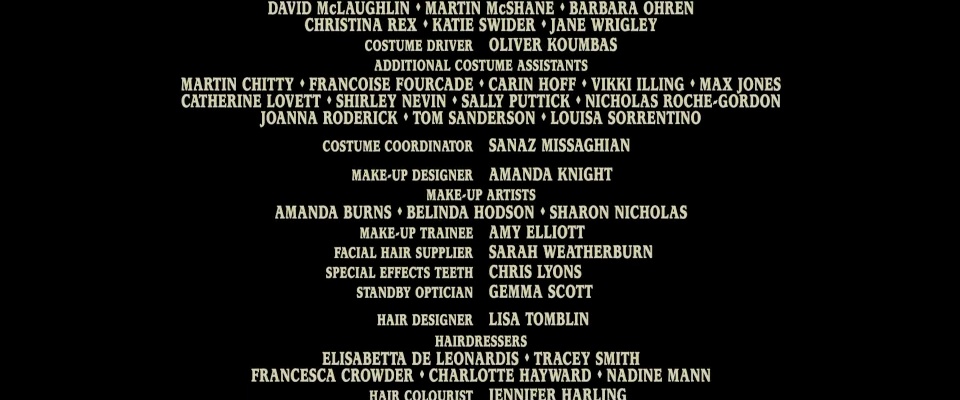 DAVID McLAUGHLIN ♦ MARTIN McSHANE ♦ BARBARA OHREN
CHRISTINA REX ♦ KATIE SWIDER ♦ JANE WRIGLEY
COSTUME DRIVER OLIVER KOUMBAS
ADDITIONAL COSTUME ASSISTANTS
MARTIN CHITTY ♦ FRANCOISE FOURCADE ♦ CARIN HOFF ♦ VIKKI ILLING ♦ MAX JONES
CATHERINE LOVETT ♦ SHIRLEY NEVIN ♦ SALLY PUTTICK ♦ NICHOLAS ROCHE-GORDON
JOANNA RODERICK ♦ TOM SANDERSON ♦ LOUISA SORRENTINO
COSTUME COORDINATOR SANAZ MISSAGHIAN
MAKE-UP DESIGNER AMANDA KNIGHT
MAKE-UP ARTISTS
AMANDA BURNS ♦ BELINDA HODSON ♦ SHARON NICHOLAS
MAKE-UP TRAINEE AMY ELLIOTT
FACIAL HAIR SUPPLIER SARAH WEATHERBURN
SPECIAL EFFECTS TEETH CHRIS LYONS
STANDBY OPTICIAN GEMMA SCOTT
HAIR DESIGNER LISA TOMBLIN
HAIRDRESSERS
ELISABETTA DE LEONARDIS ♦ TRACEY SMITH
FRANCESCA CROWDER ♦ CHARLOTTE HAYWARD ♦ NADINE MANN
HAIR COLOURIST JENNIFER HARLING